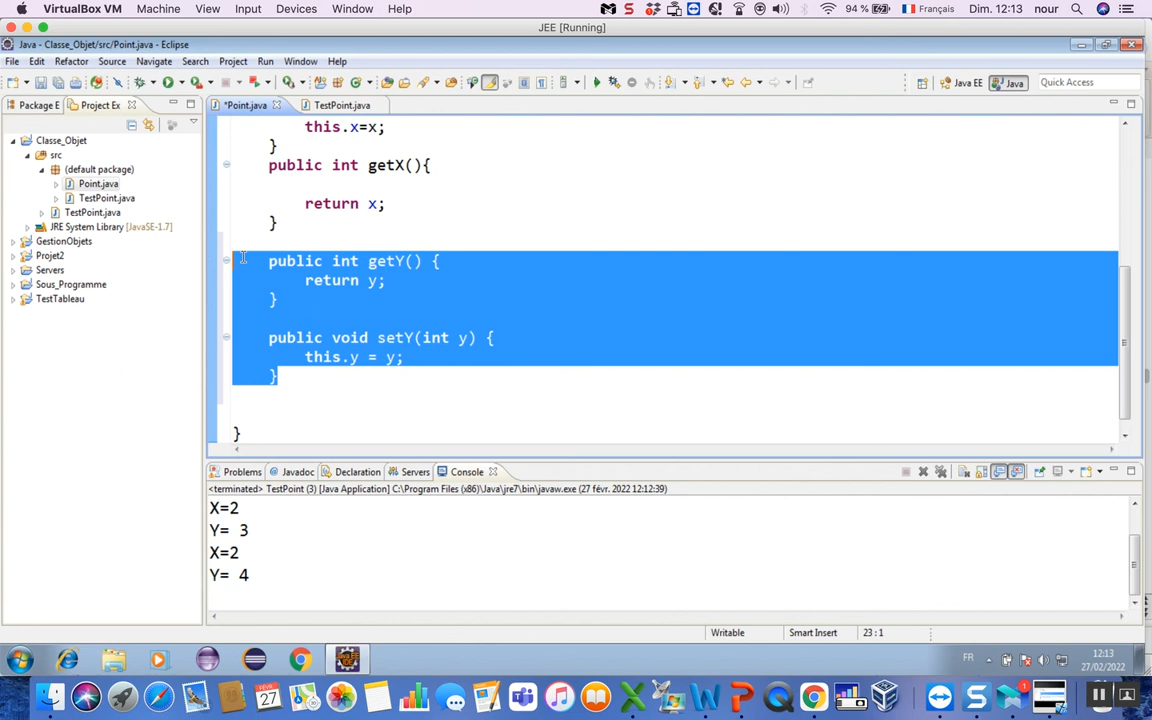 VirtualBox VM Machine View Input Devices Window Help 94 % Français Dim. 12:13 nour
JEE [Running]
Java - Classe_Objet/src/Point.java - Eclipse
File Edit Refactor Source Navigate Search Project Run Window Help
Java EE Java Quick Access
Package E Project Ex *Point.java TestPoint.java
Classe_Objet
src
(default package)
Point.java
TestPoint.java
TestPoint.java
JRE System Library [JavaSE-1.7]
GestionObjets
Projet2
Servers
Sous_Programme
TestTableau
this.x=x;
}
public int getX(){
return x;
}
public int getY() {
return y;
}
public void setY(int y) {
this.y = y;
}
}
Problems Javadoc Declaration Servers Console
<terminated> TestPoint (3) [Java Application] C:\Program Files (x86)\Java\jre7\bin\javaw.exe (27 févr. 2022 12:12:39)
X=2
Y= 3
X=2
Y= 4
Writable Smart Insert 23 : 1
FR 12:13
27/02/2022